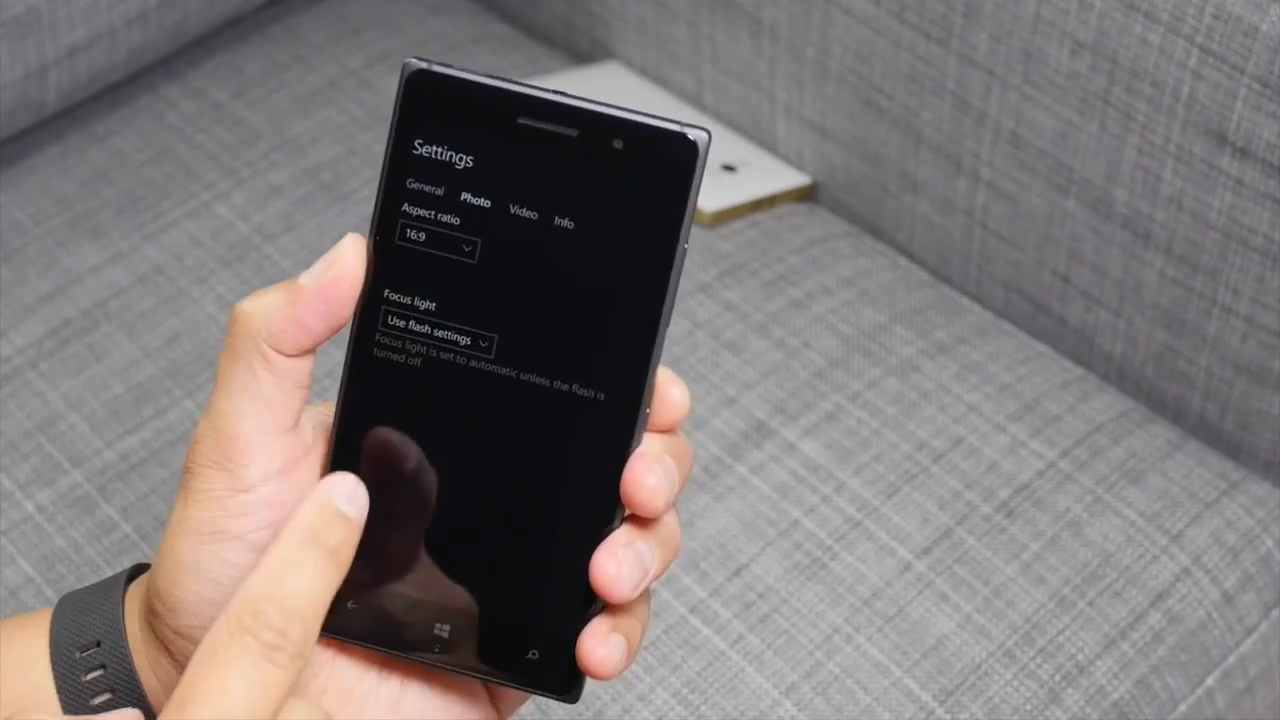 Settings
General Photo Video Info
Aspect ratio
16:9
Focus light
Use flash settings
Focus light is set to automatic unless the flash is
turned off.